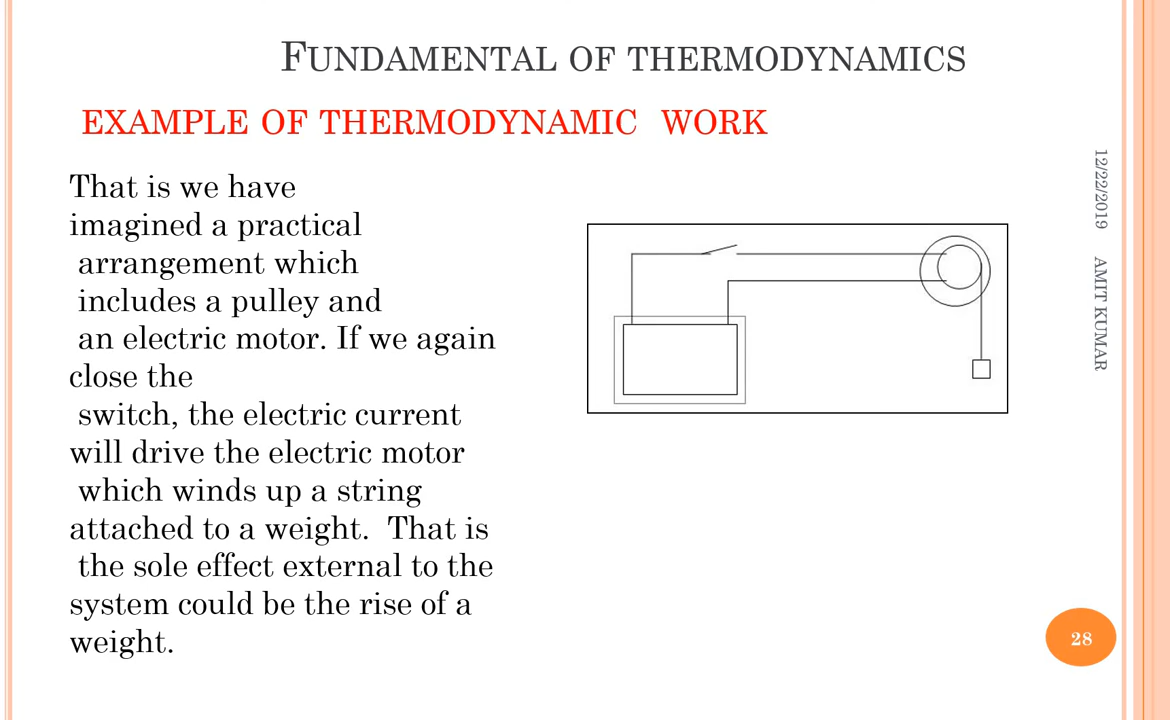 FUNDAMENTAL OF THERMODYNAMICS
EXAMPLE OF THERMODYNAMIC WORK
That is we have
imagined a practical
arrangement which
includes a pulley and
an electric motor. If we again
close the
switch, the electric current
will drive the electric motor
which winds up a string
attached to a weight. That is
the sole effect external to the
system could be the rise of a
weight.
12/22/2019 AMIT KUMAR
28